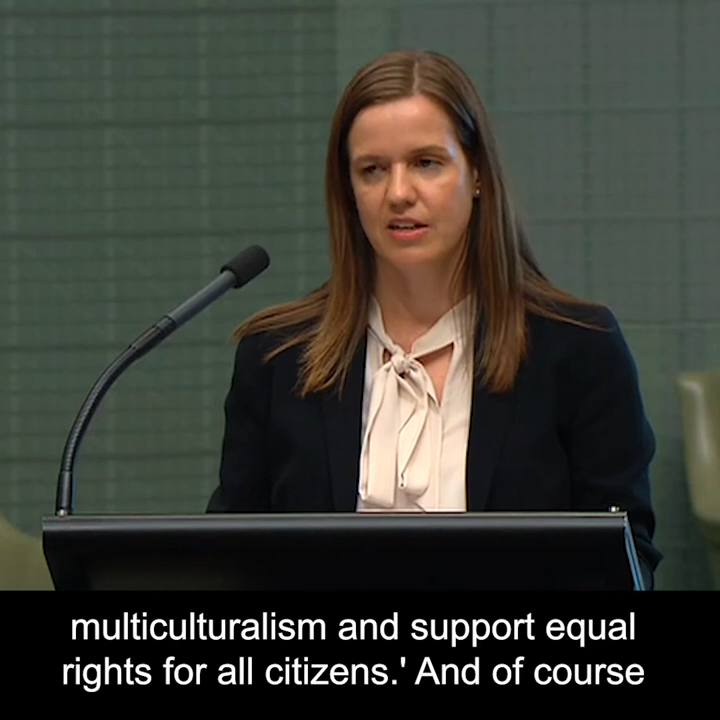 multiculturalism and support equal
rights for all citizens.' And of course